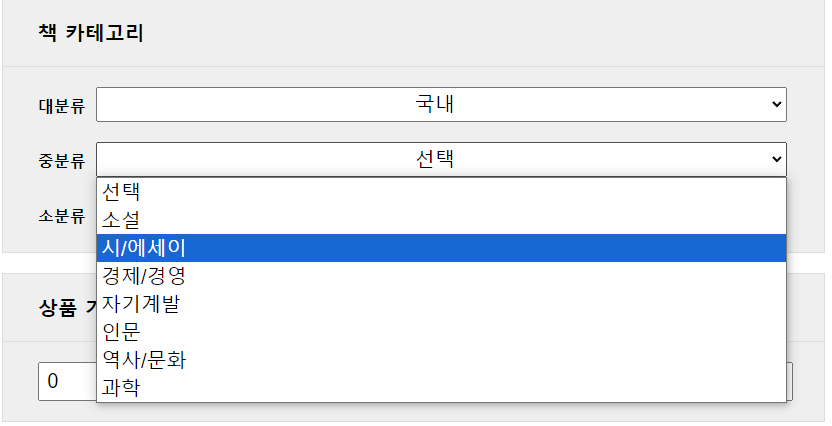 책 카테고리
대분류 국내
중분류 선택
선택
소설
소분류
시/에세이
경제/경영
상품
자기계발
인문
역사/문화
0
과학